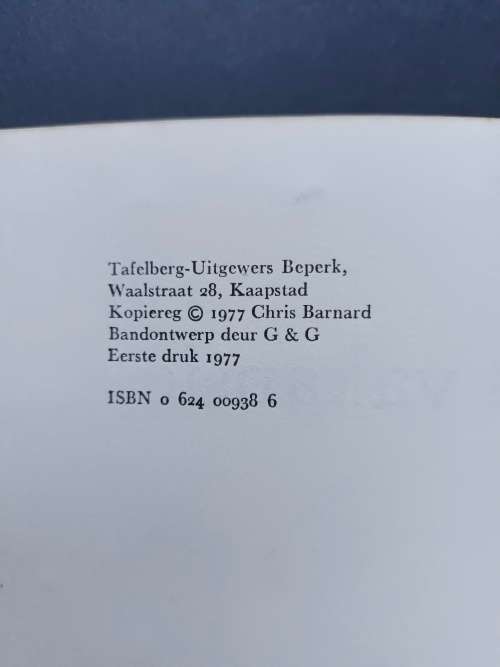 Tafelberg-Uitgewers Beperk,
Waalstraat 28, Kaapstad
Kopiereg © 1977 Chris Barnard
Bandontwerp deur G & G
Eerste druk 1977
ISBN 0 624 00938 6